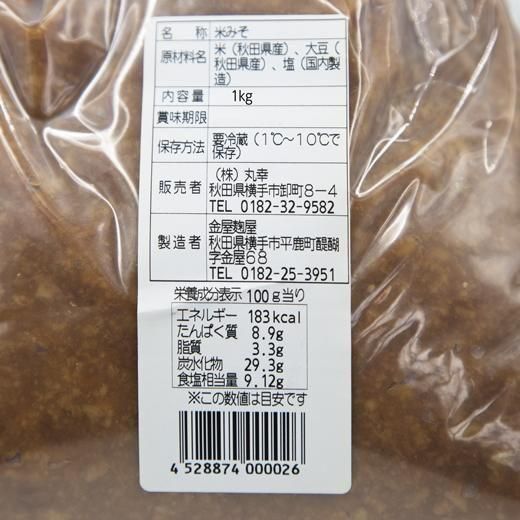 名 称 米みそ
原材料名 米（秋田県産）、大豆（
秋田県産）、塩（国内製
造）
内容量 1kg
賞味期限
保存方法 要冷蔵（1℃～10℃で
保存）
販売者 （株）丸幸
秋田県横手市卸町8－4
TEL 0182-32-9582
製造者 金屋麹屋
秋田県横手市平鹿町醍醐
字金屋68
TEL 0182-25-3951
栄養成分表示 100g当り
エネルギー 183kcal
たんぱく質 8.9g
脂質 3.3g
炭水化物 29.3g
食塩相当量 9.12g
※この数値は目安です
4 528874 000026